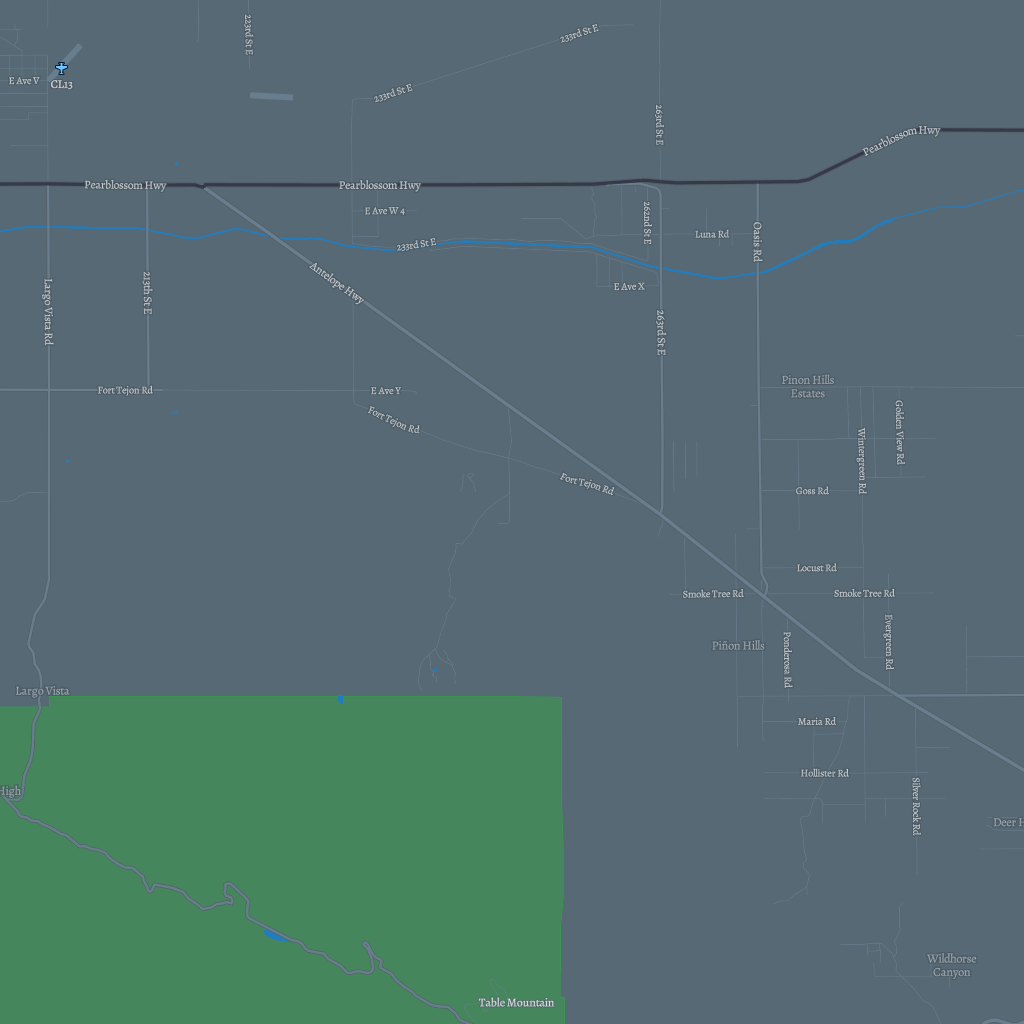 223rd St E
233rd St E
E Ave V
CL13
233rd St E
263rd St E
Pearblossom Hwy
Pearblossom Hwy
Pearblossom Hwy
E Ave W 4
262nd St E
Luna Rd
Oasis Rd
233rd St E
Largo Vista Rd
213th St E
Antelope Hwy
E Ave X
263rd St E
Fort Tejon Rd
E Ave Y
Pinon Hills
Estates
Fort Tejon Rd
Wintergreen Rd
Golden View Rd
Fort Tejon Rd
Goss Rd
Locust Rd
Smoke Tree Rd
Smoke Tree Rd
Piñon Hills
Ponderosa Rd
Evergreen Rd
Largo Vista
Maria Rd
Hollister Rd
High
Silver Rock Rd
Deer H
Wildhorse
Canyon
Table Mountain